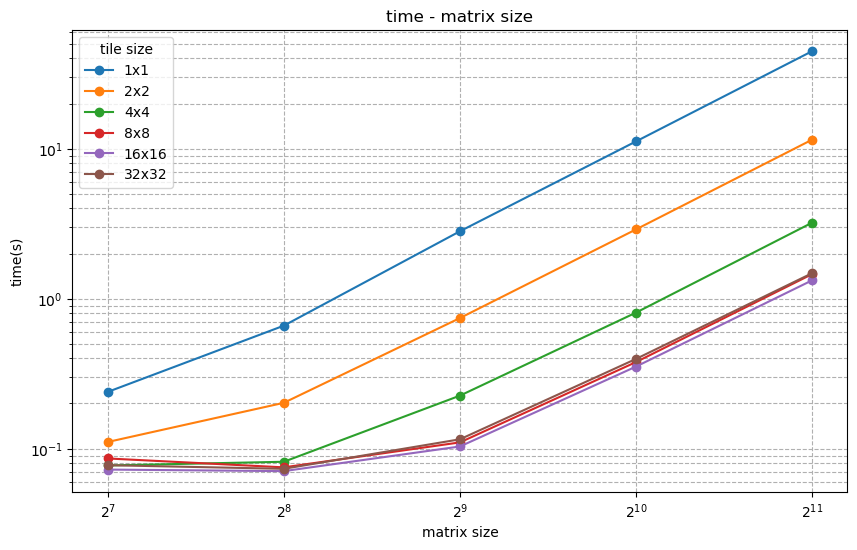 time - matrix size
tile size
1x1
2x2
4x4
8x8
16x16
32x32
time(s)
10¹
10⁰
10⁻¹
2⁷ 2⁸ 2⁹ 2¹⁰ 2¹¹
matrix size